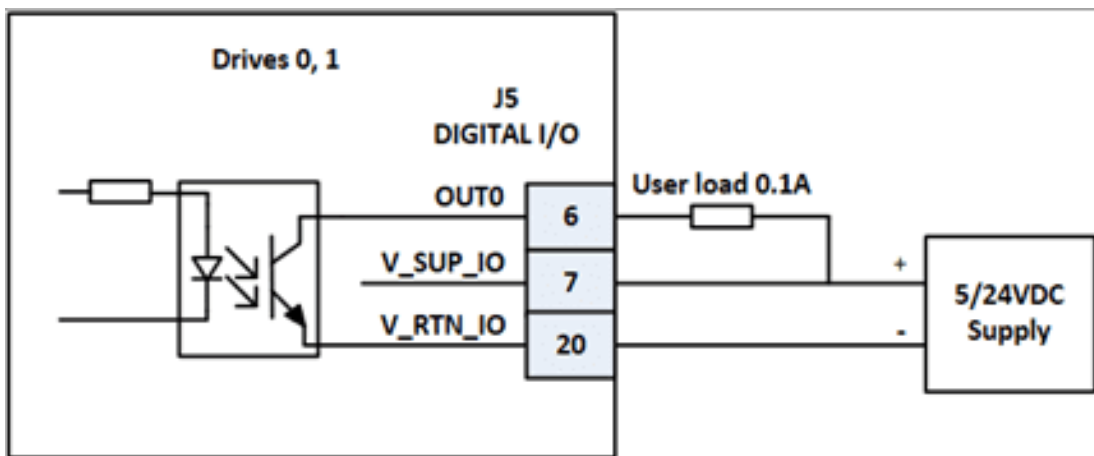 Drives 0, 1
J5
DIGITAL I/O
OUT0
6
User load 0.1A
V_SUP_IO
7
+
V_RTN_IO
20
-
5/24VDC
Supply